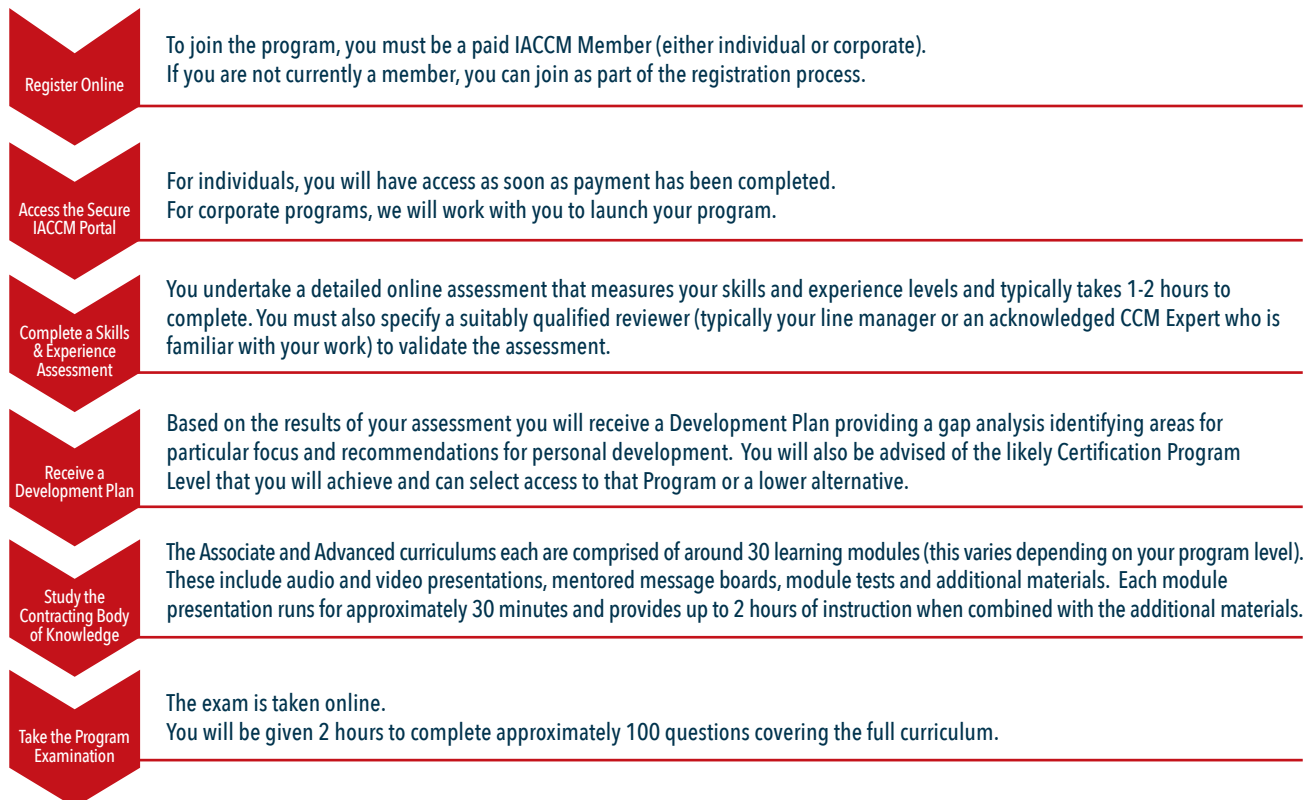 Register Online
To join the program, you must be a paid IACCM Member (either individual or corporate).
If you are not currently a member, you can join as part of the registration process.
Access the Secure
IACCM Portal
For individuals, you will have access as soon as payment has been completed.
For corporate programs, we will work with you to launch your program.
Complete a Skills
& Experience
Assessment
You undertake a detailed online assessment that measures your skills and experience levels and typically takes 1-2 hours to
complete. You must also specify a suitably qualified reviewer (typically your line manager or an acknowledged CCM Expert who is
familiar with your work) to validate the assessment.
Receive a
Development Plan
Based on the results of your assessment you will receive a Development Plan providing a gap analysis identifying areas for
particular focus and recommendations for personal development. You will also be advised of the likely Certification Program
Level that you will achieve and can select access to that Program or a lower alternative.
Study the
Contracting Body
of Knowledge
The Associate and Advanced curriculums each are comprised of around 30 learning modules (this varies depending on your program level).
These include audio and video presentations, mentored message boards, module tests and additional materials. Each module
presentation runs for approximately 30 minutes and provides up to 2 hours of instruction when combined with the additional materials.
Take the Program
Examination
The exam is taken online.
You will be given 2 hours to complete approximately 100 questions covering the full curriculum.